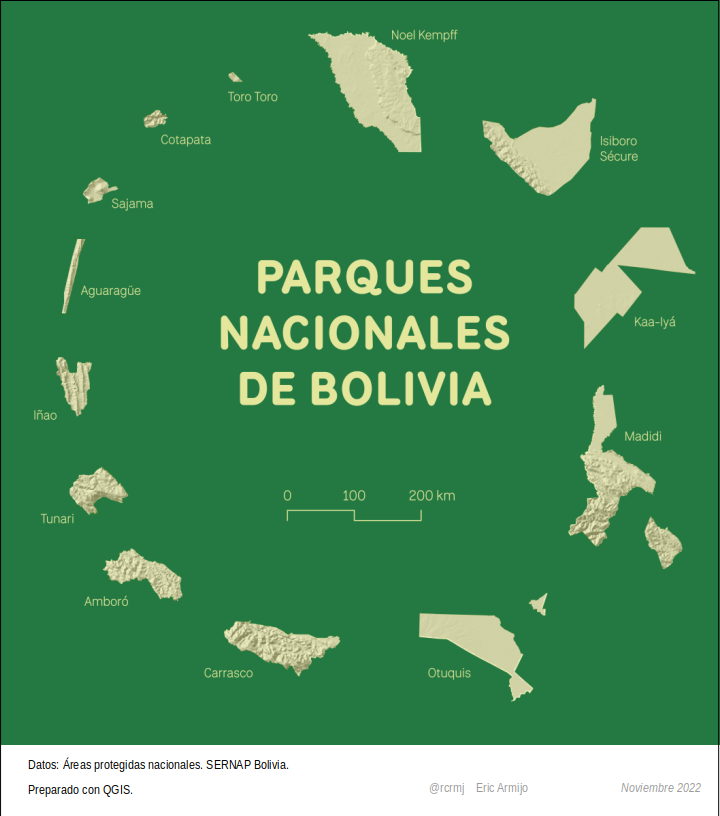 Noel Kempff
Toro Toro
Cotapata
Isiboro
Sécure
Sajama
PARQUES
NACIONALES
DE BOLIVIA
Aguaragüe
Kaa-Iyá
Iñao
Madidi
0 100 200 km
Tunari
Amboró
Carrasco
Otuquis
Datos: Áreas protegidas nacionales. SERNAP Bolivia.
Preparado con QGIS.
@rcrmj Eric Armijo
Noviembre 2022